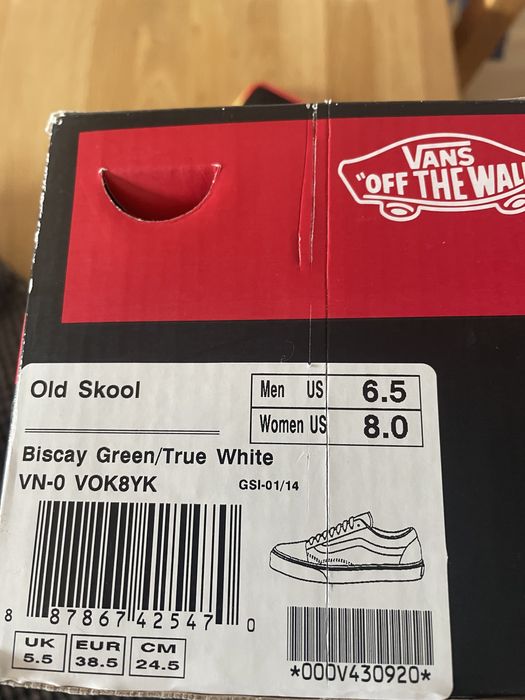 VANS
"OFF THE WALL
Old Skool
Men US 6.5
Women US 8.0
Biscay Green/True White
VN-0 VOK8YK GSI-01/14
8 87867 42547 0
UK 5.5
EUR 38.5
CM 24.5
*000V430920*